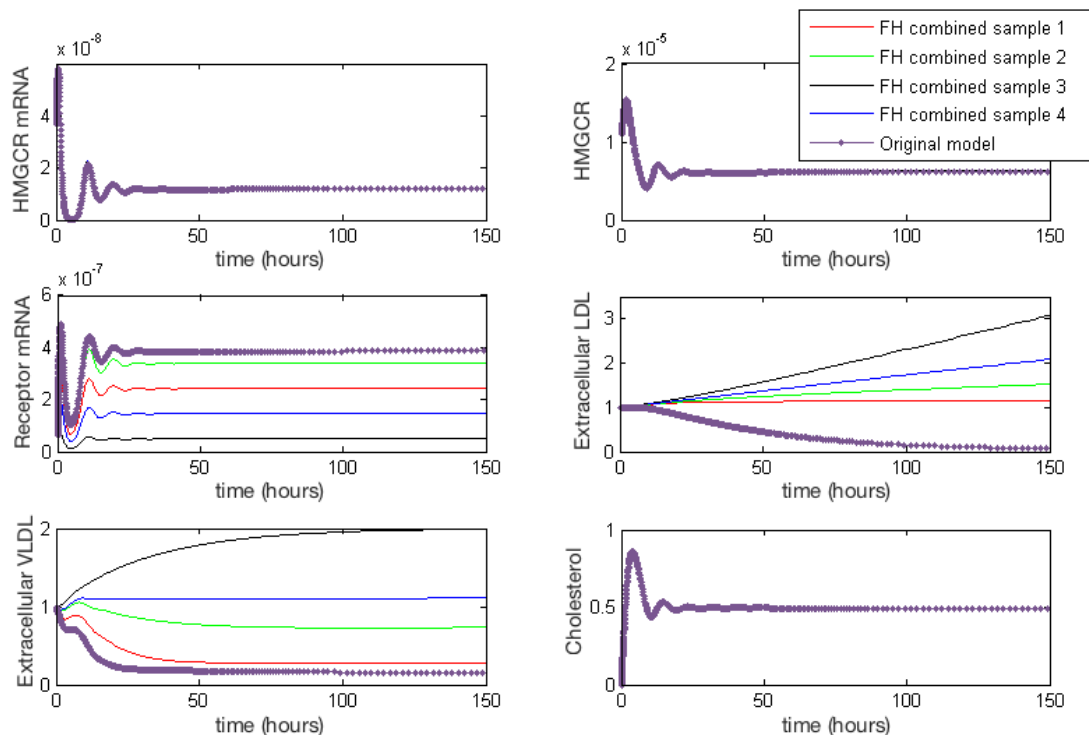 FH combined sample 1
FH combined sample 2
FH combined sample 3
FH combined sample 4
Original model
x 10^-8
HMGCR mRNA
4
2
0
0 50 100 150
time (hours)
x 10^-5
HMGCR
2
1
0
0 50 100 150
time (hours)
x 10^-7
Receptor mRNA
6
4
2
0
0 50 100 150
time (hours)
Extracellular LDL
3
2
1
0
0 50 100 150
time (hours)
Extracellular VLDL
2
1
0
0 50 100 150
time (hours)
Cholesterol
1
0.5
0
0 50 100 150
time (hours)